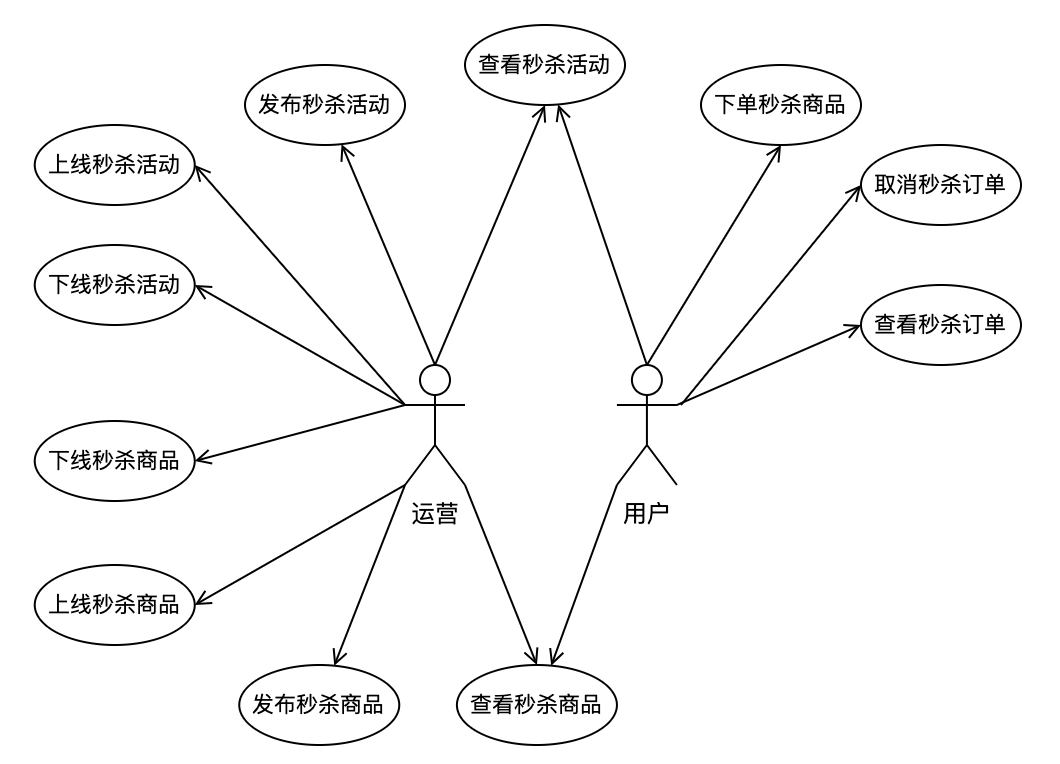 查看秒杀活动
发布秒杀活动
下单秒杀商品
上线秒杀活动
取消秒杀订单
下线秒杀活动
查看秒杀订单
下线秒杀商品
运营
用户
上线秒杀商品
发布秒杀商品
查看秒杀商品